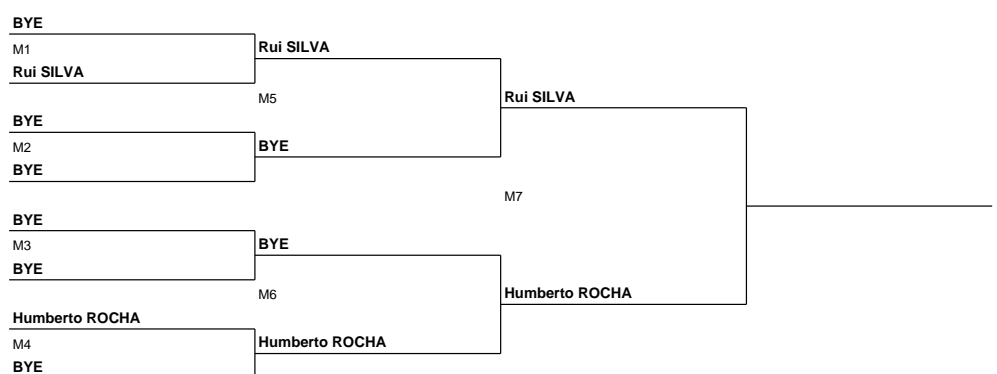 BYE
M1
Rui SILVA
BYE
M2
BYE
BYE
M3
BYE
Humberto ROCHA
M4
BYE
Rui SILVA
M5
BYE
BYE
M6
Humberto ROCHA
Rui SILVA
M7
Humberto ROCHA